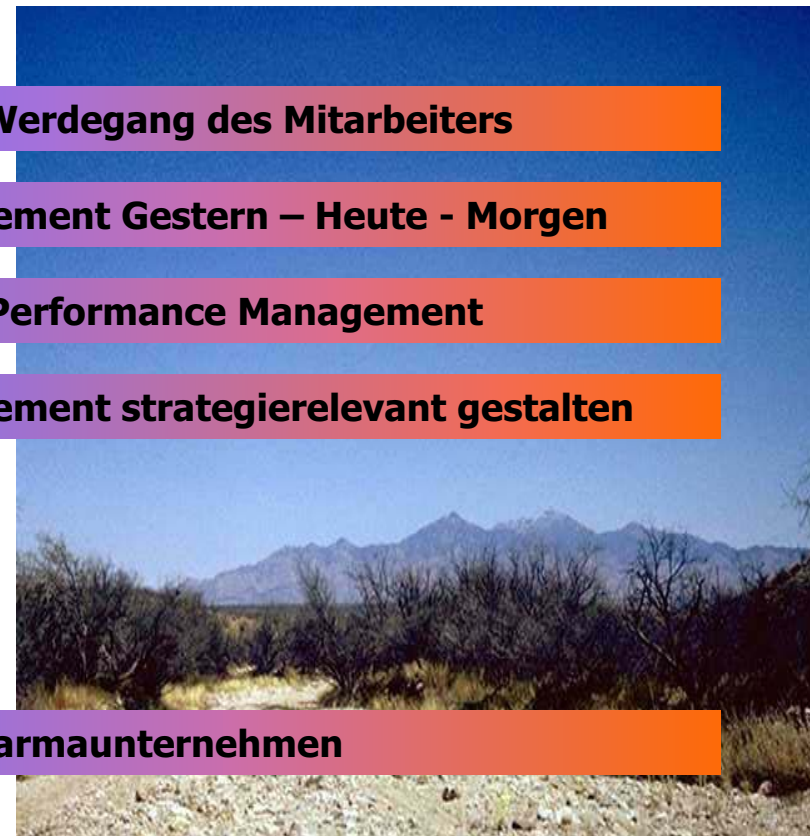 Werdegang des Mitarbeiters
ement Gestern – Heute - Morgen
Performance Management
ement strategierelevant gestalten
armaunternehmen